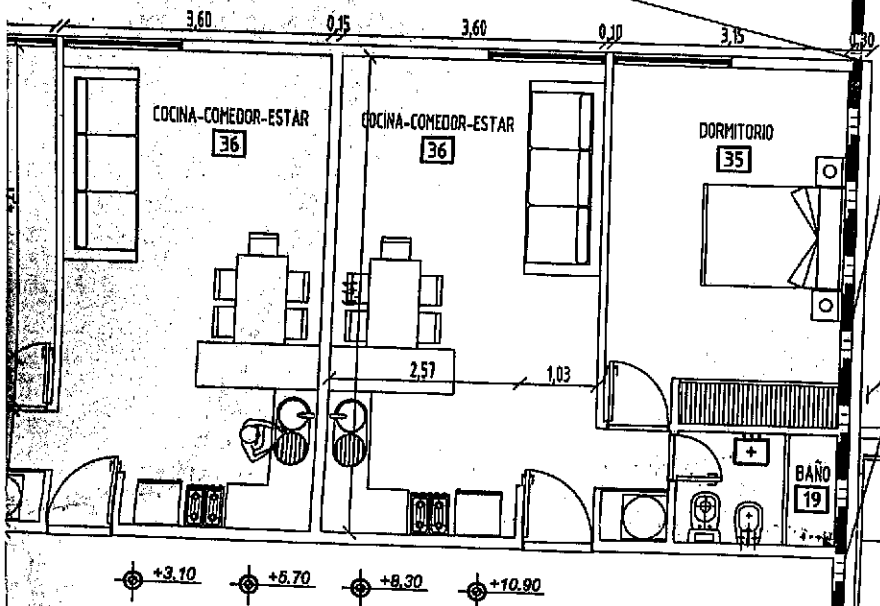 3,60 0,15 3,60 0,10 3,15 0,30
COCINA-COMEDOR-ESTAR
36
COCINA-COMEDOR-ESTAR
36
DORMITORIO
35
2,57 1,03
BAÑO
19
+3.10 +5.70 +8.30 +10.90